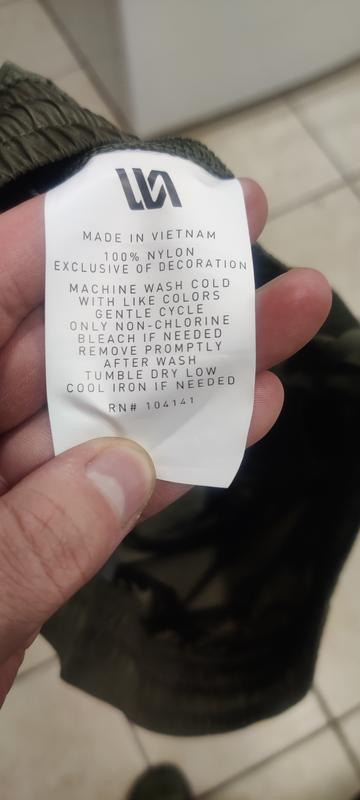 MADE IN VIETNAM
100% NYLON
EXCLUSIVE OF DECORATION
MACHINE WASH COLD
WITH LIKE COLORS
GENTLE CYCLE
ONLY NON-CHLORINE
BLEACH IF NEEDED
REMOVE PROMPTLY
AFTER WASH
TUMBLE DRY LOW
COOL IRON IF NEEDED
RN# 104141